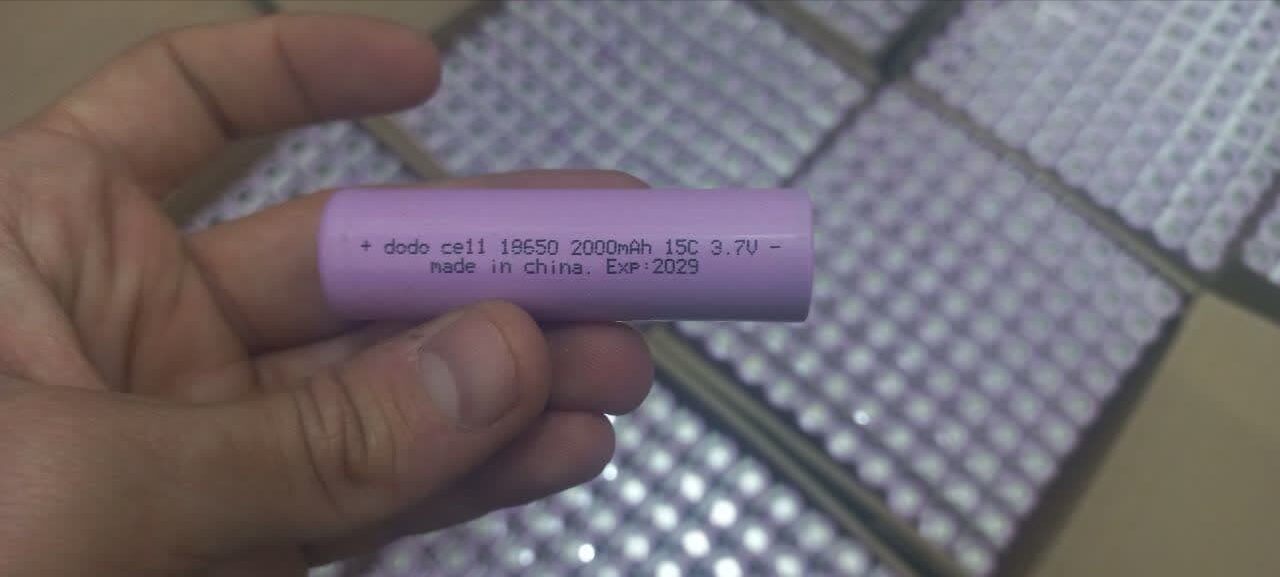 + dodo cell 18650 2000mAh 15C 3.7V -
made in china. Exp:2029